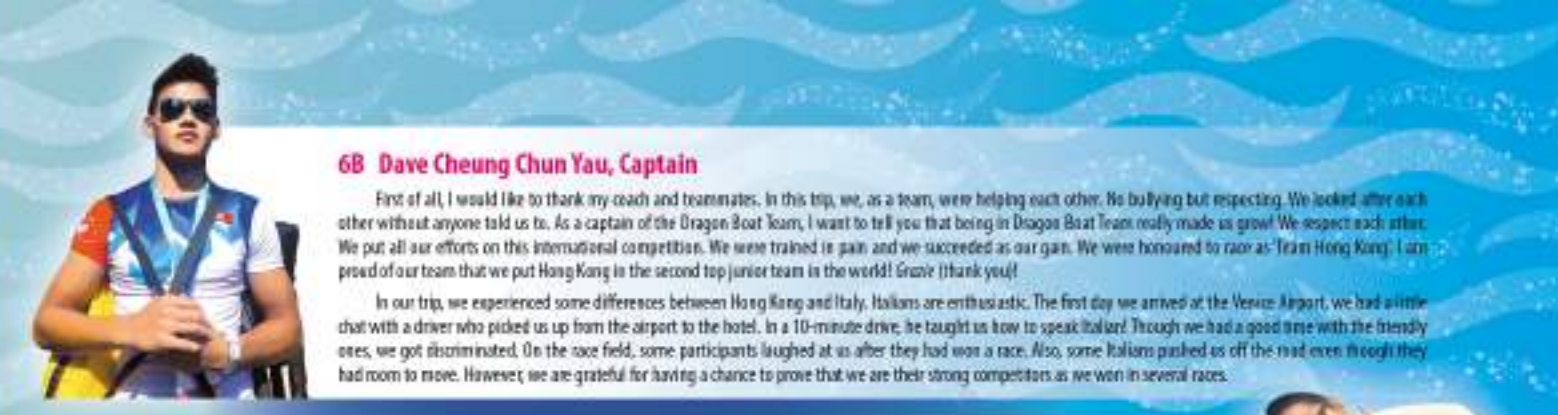 6B Dave Cheung Chun Yau, Captain
First of all, I would like to thank my coach and teammates. In this trip, we, as a team, were helping each other. No bullying but respecting. We looked after each
other without anyone told us to. As a captain of the Dragon Boat Team, I want to tell you that being in Dragon Boat Team really made us grow! We respect each other.
We put all our efforts on this international competition. We were trained in pain and we succeeded as our gain. We were honoured to race as 'Team Hong Kong'. I am
proud of our team that we put Hong Kong in the second top junior team in the world! Grazie (thank you)!
In our trip, we experienced some differences between Hong Kong and Italy. Italians are enthusiastic. The first day we arrived at the Venice Airport, we had a little
chat with a driver who picked us up from the airport to the hotel. In a 10-minute drive, he taught us how to speak Italian! Though we had a good time with the friendly
ones, we got discriminated. On the race field, some participants laughed at us after they had won a race. Also, some Italians pushed us off the road even though they
had room to move. However, we are grateful for having a chance to prove that we are their strong competitors as we won in several races.